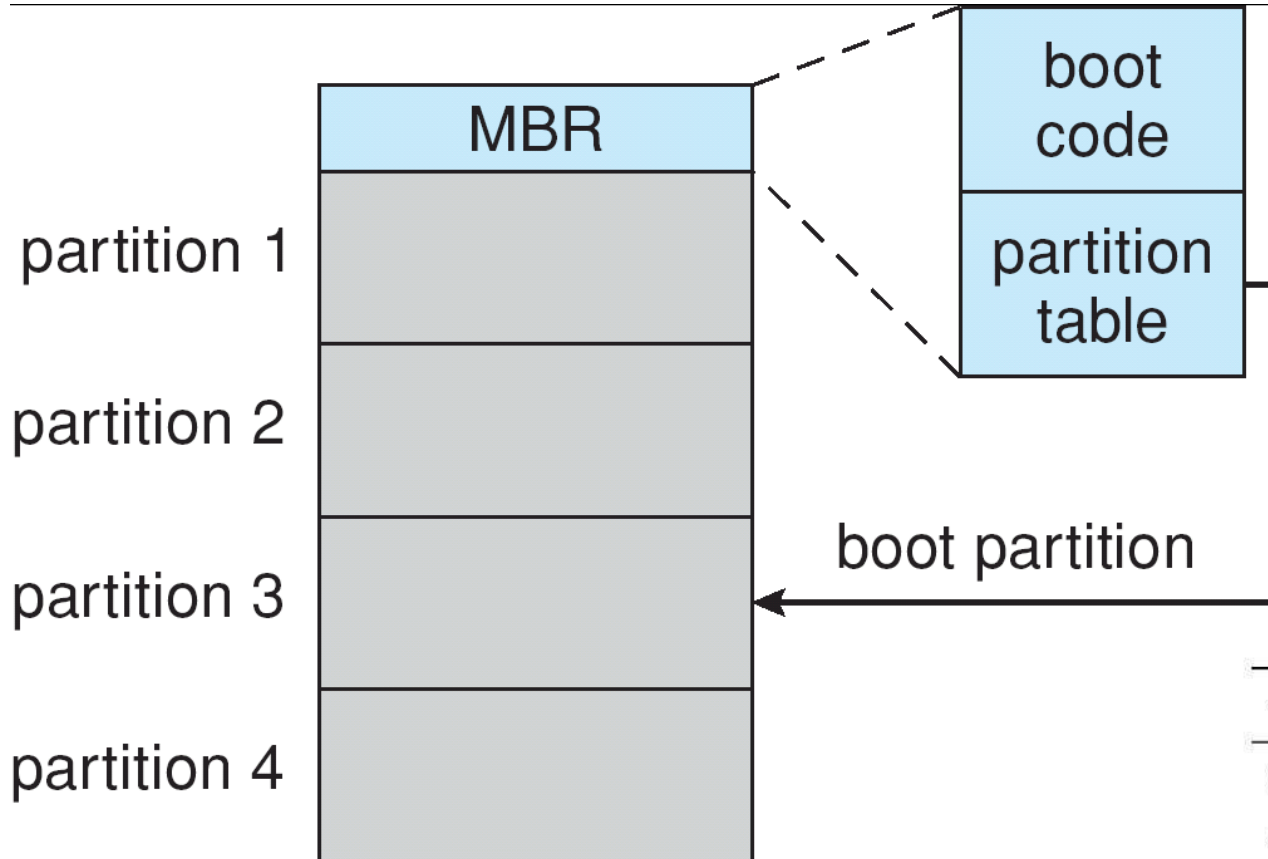 boot
code
MBR
partition
table
partition 1
partition 2
boot partition
partition 3
partition 4